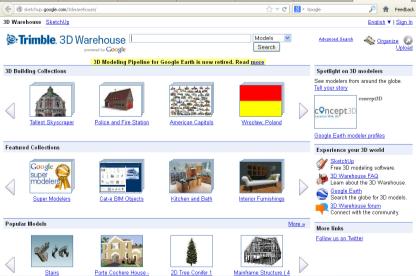 sketchup.google.com/3dwarehouse/
Google
Feedback
3D Warehouse SketchUp
English ▼ | Sign In
Trimble. 3D Warehouse
powered by Google
Models
Search
Advanced Search
Organize
Upload
3D Modeling Pipeline for Google Earth is now retired. Read more
3D Building Collections
Tallest Skyscraper
Police and Fire Station
American Capitols
Wrocław, Poland
Spotlight on 3D modelers
See modelers from around the globe.
Tell your story
concept3D
concept3D
Google Earth modeler profiles
Featured Collections
Google
super
modelers
Super Modelers
Cat-x BIM Objects
Kitchen and Bath
Interior Furnishings
Experience your 3D world
SketchUp
Free 3D modeling software.
3D Warehouse FAQ
Learn about the 3D Warehouse.
Google Earth
Search the globe for 3D models.
3D Warehouse forum
Connect with the community.
Popular Models
More »
Stairs
Porte Cochere House -
2D Tree Conifer 1
Mainframe Structure ( 4
More links
Follow us on Twitter